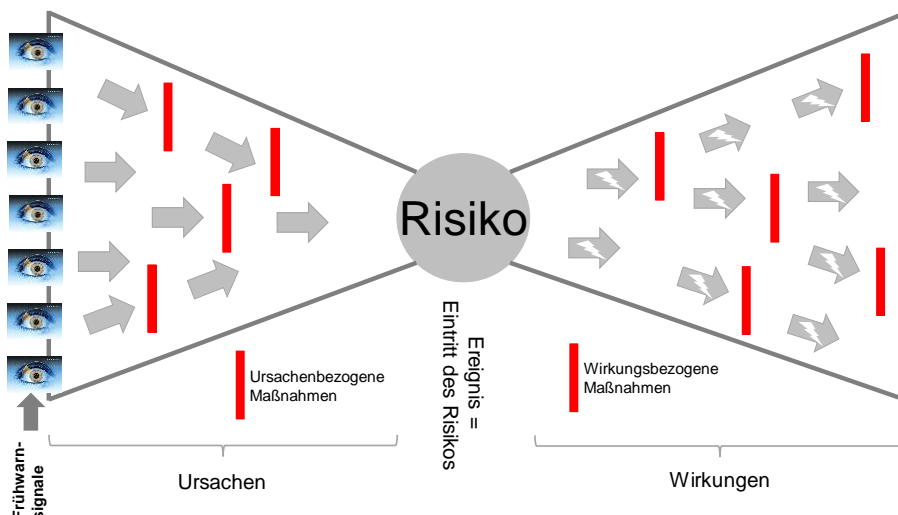 Risiko
Ereignis =
Eintritt des Risikos
Ursachenbezogene
Maßnahmen
Wirkungsbezogene
Maßnahmen
Frühwarn-
signale
Ursachen
Wirkungen